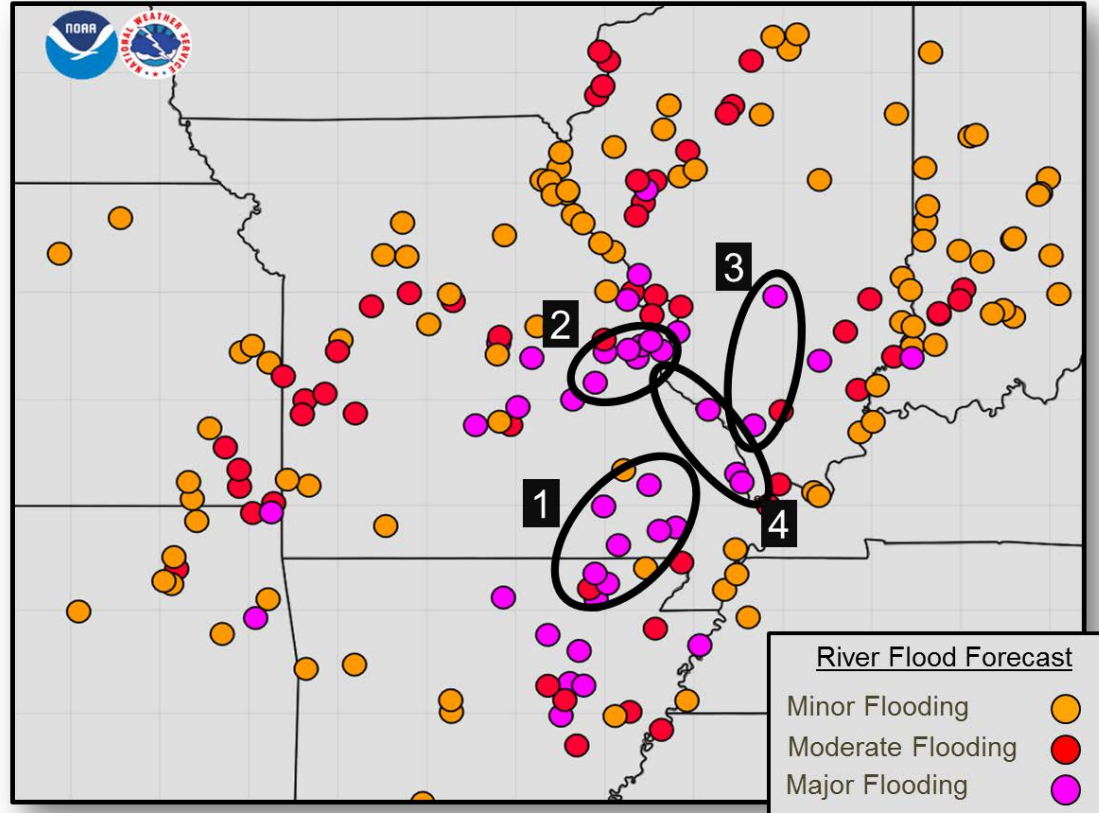 NOAA
NATIONAL WEATHER SERVICE
3
2
1
4
River Flood Forecast
Minor Flooding
Moderate Flooding
Major Flooding